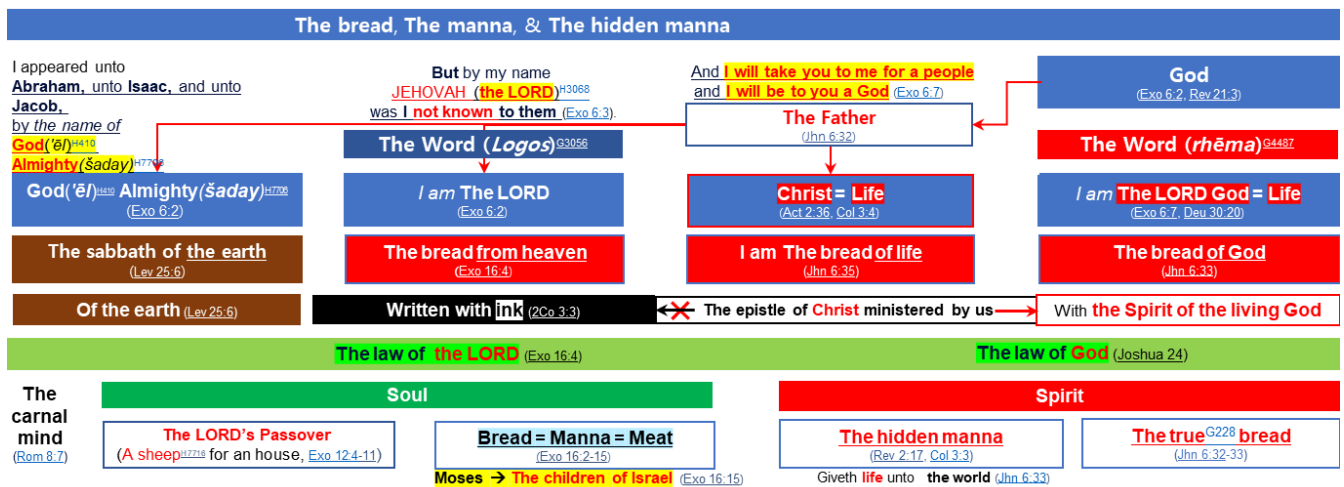 The bread, The manna, & The hidden manna
I appeared unto
Abraham, unto Isaac, and unto
Jacob,
by the name of
God('ēl)H410
Almighty(šaday)H7706
But by my name
JEHOVAH (the LORD)H3068
was I not known to them (Exo 6:3).
And I will take you to me for a people
and I will be to you a God (Exo 6:7)
God
(Exo 6:2, Rev 21:3)
The Father
(Jhn 6:32)
The Word (Logos)G3056
The Word (rhēma)G4487
God('ēl)H410 Almighty(šaday)H7706
(Exo 6:2)
I am The LORD
(Exo 6:2)
Christ = Life
(Act 2:36, Col 3:4)
I am The LORD God = Life
(Exo 6:7, Deu 30:20)
The sabbath of the earth
(Lev 25:6)
The bread from heaven
(Exo 16:4)
I am The bread of life
(Jhn 6:35)
The bread of God
(Jhn 6:33)
Of the earth (Lev 25:6)
Written with ink (2Co 3:3)
The epistle of Christ ministered by us
With the Spirit of the living God
The law of the LORD (Exo 16:4)
The law of God (Joshua 24)
The
carnal
mind
(Rom 8:7)
Soul
Spirit
The LORD's Passover
(A sheepH7716 for an house, Exo 12:4-11)
Bread = Manna = Meat
(Exo 16:2-15)
Moses → The children of Israel (Exo 16:15)
The hidden manna
(Rev 2:17, Col 3:3)
Giveth life unto the world (Jhn 6:33)
The trueG228 bread
(Jhn 6:32-33)